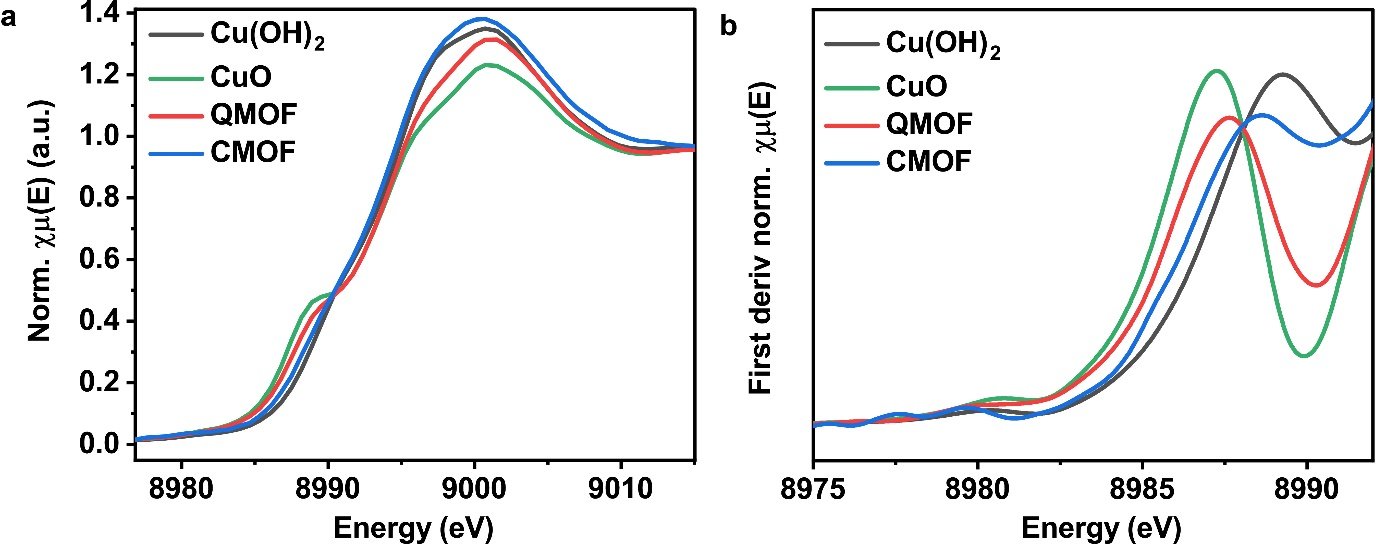 a
Norm. χμ(E) (a.u.)
1.4
1.2
1.0
0.8
0.6
0.4
0.2
0.0
Cu(OH)₂
CuO
QMOF
CMOF
8980 8990 9000 9010
Energy (eV)
b
First deriv norm. χμ(E)
Cu(OH)₂
CuO
QMOF
CMOF
8975 8980 8985 8990
Energy (eV)